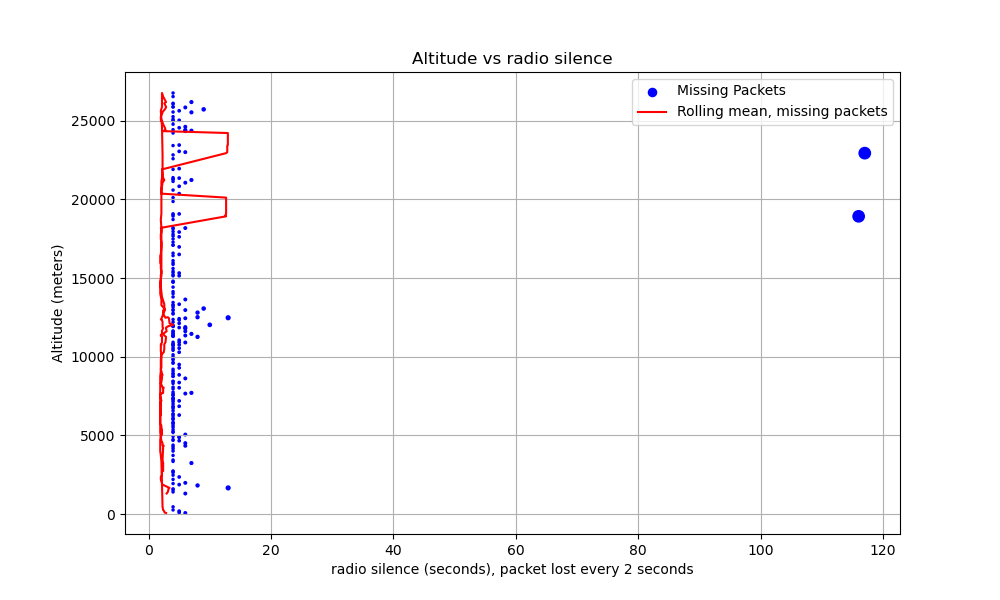 Altitude vs radio silence
Missing Packets
Rolling mean, missing packets
Altitude (meters)
25000
20000
15000
10000
5000
0
0 20 40 60 80 100 120
radio silence (seconds), packet lost every 2 seconds